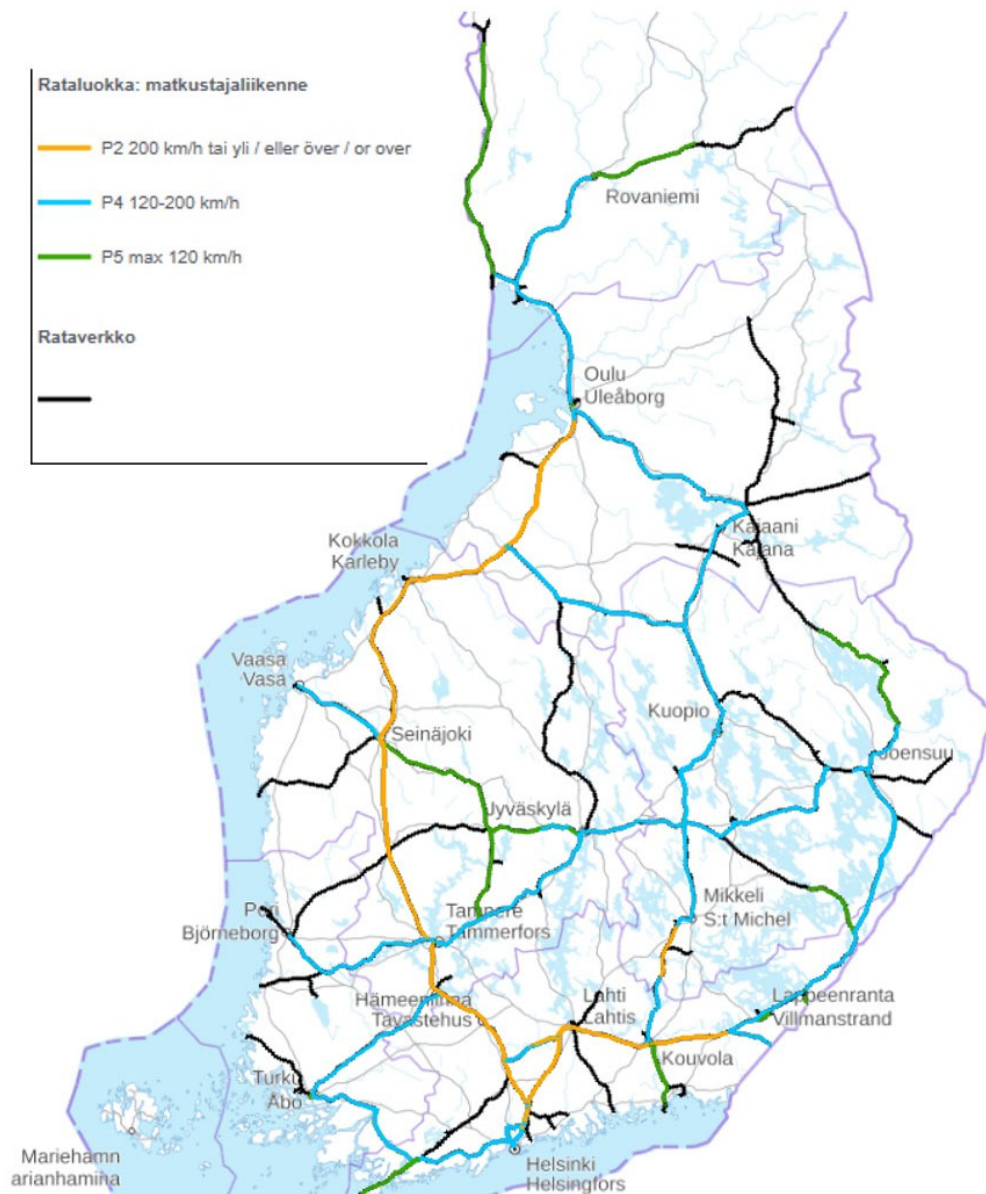 Rataluokka: matkustajaliikenne
P2 200 km/h tai yli / eller över / or over
P4 120-200 km/h
P5 max 120 km/h
Rataverkko
Rovaniemi
Oulu
Uleåborg
Kajaani
Kajana
Kokkola
Karleby
Vaasa
Vasa
Kuopio
Seinäjoki
Joensuu
Jyväskylä
Mikkeli
S:t Michel
Pori
Björneborg
Tampere
Tammerfors
Hämeenlinna
Tavastehus
Lahti
Lahtis
Lappeenranta
Villmanstrand
Kouvola
Turku
Åbo
Mariehamn
arianhamina
Helsinki
Helsingfors